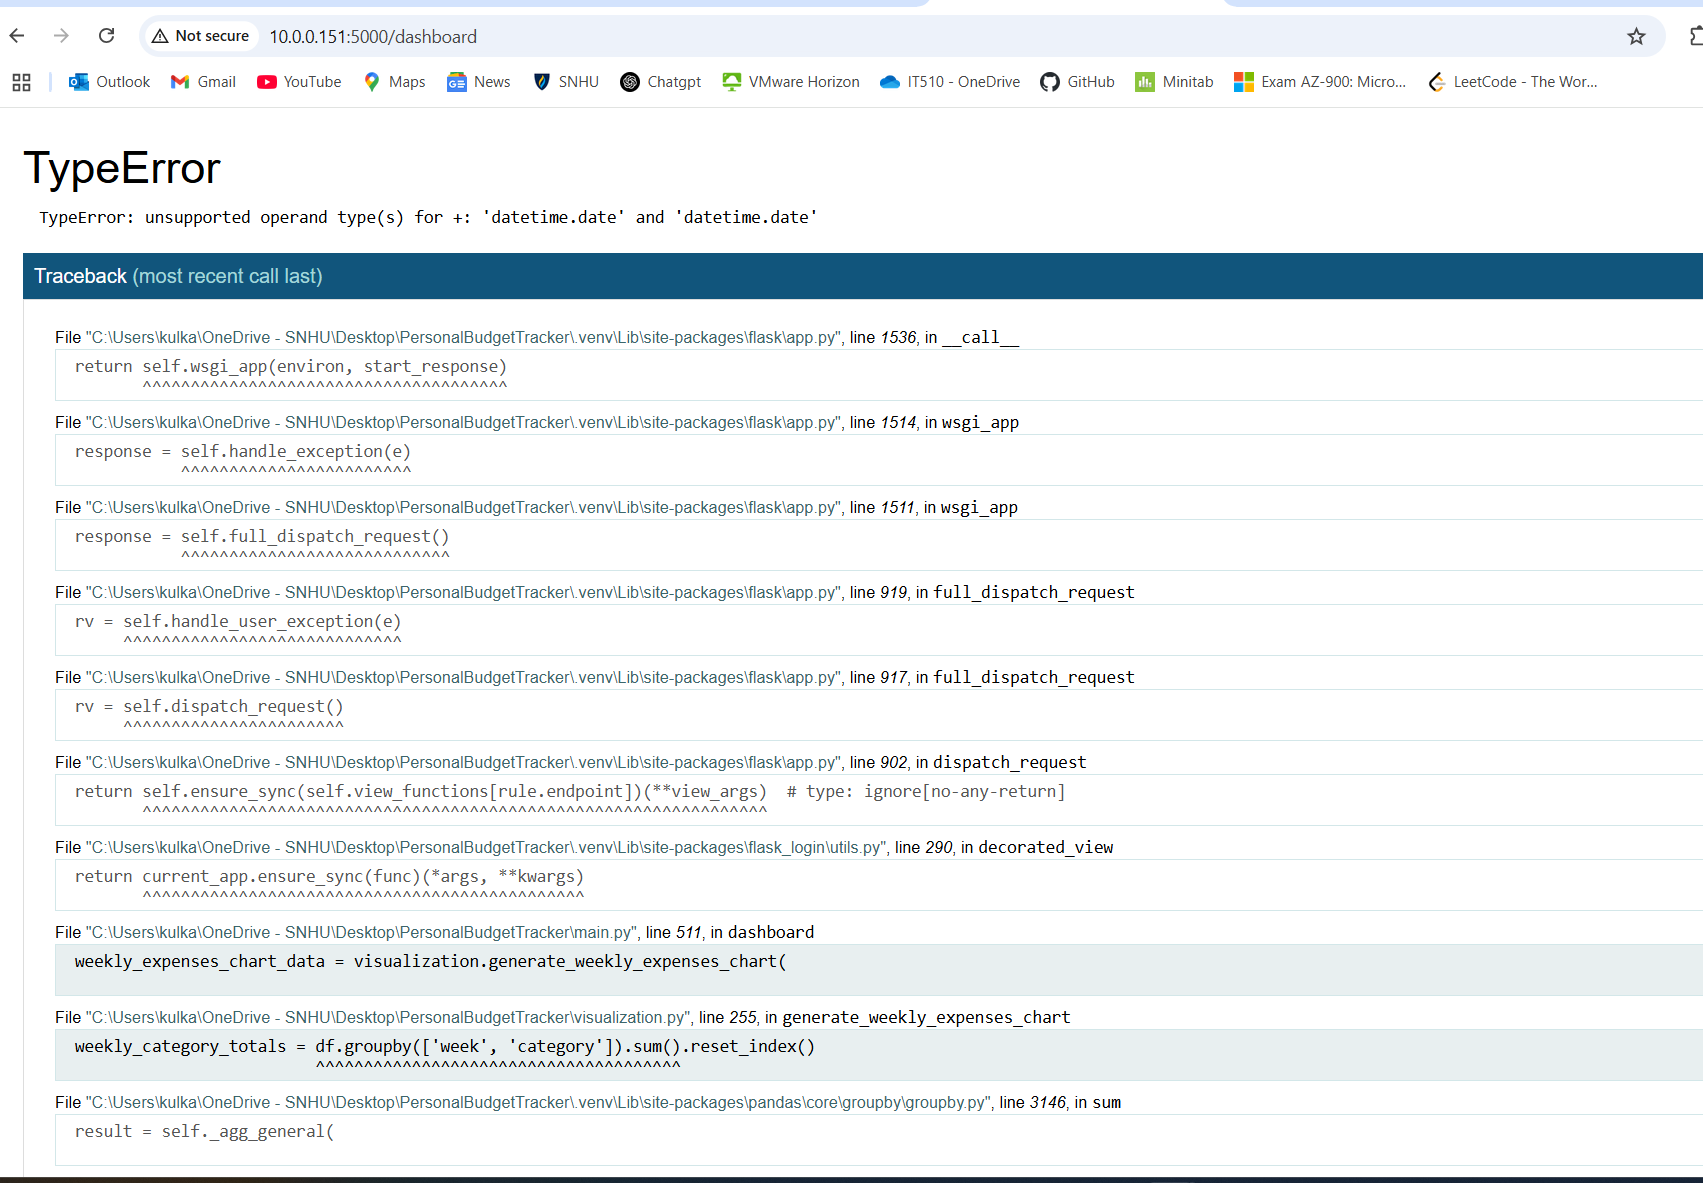 Not secure 10.0.0.151:5000/dashboard
Outlook Gmail YouTube Maps News SNHU Chatgpt VMware Horizon IT510 - OneDrive GitHub Minitab Exam AZ-900: Micro... LeetCode - The Wor...
TypeError
TypeError: unsupported operand type(s) for +: 'datetime.date' and 'datetime.date'
Traceback (most recent call last)
File "C:\Users\kulka\OneDrive - SNHU\Desktop\PersonalBudgetTracker\.venv\Lib\site-packages\flask\app.py", line 1536, in __call__
return self.wsgi_app(environ, start_response)
^^^^^^^^^^^^^^^^^^^^^^^^^^^^^^^^^^^^^^
File "C:\Users\kulka\OneDrive - SNHU\Desktop\PersonalBudgetTracker\.venv\Lib\site-packages\flask\app.py", line 1514, in wsgi_app
response = self.handle_exception(e)
^^^^^^^^^^^^^^^^^^^^^^^^
File "C:\Users\kulka\OneDrive - SNHU\Desktop\PersonalBudgetTracker\.venv\Lib\site-packages\flask\app.py", line 1511, in wsgi_app
response = self.full_dispatch_request()
^^^^^^^^^^^^^^^^^^^^^^^^^^^^
File "C:\Users\kulka\OneDrive - SNHU\Desktop\PersonalBudgetTracker\.venv\Lib\site-packages\flask\app.py", line 919, in full_dispatch_request
rv = self.handle_user_exception(e)
^^^^^^^^^^^^^^^^^^^^^^^^^^^^^
File "C:\Users\kulka\OneDrive - SNHU\Desktop\PersonalBudgetTracker\.venv\Lib\site-packages\flask\app.py", line 917, in full_dispatch_request
rv = self.dispatch_request()
^^^^^^^^^^^^^^^^^^^^^^^
File "C:\Users\kulka\OneDrive - SNHU\Desktop\PersonalBudgetTracker\.venv\Lib\site-packages\flask\app.py", line 902, in dispatch_request
return self.ensure_sync(self.view_functions[rule.endpoint])(**view_args)  # type: ignore[no-any-return]
^^^^^^^^^^^^^^^^^^^^^^^^^^^^^^^^^^^^^^^^^^^^^^^^^^^^^^^^^^^^^^^^^
File "C:\Users\kulka\OneDrive - SNHU\Desktop\PersonalBudgetTracker\.venv\Lib\site-packages\flask_login\utils.py", line 290, in decorated_view
return current_app.ensure_sync(func)(*args, **kwargs)
^^^^^^^^^^^^^^^^^^^^^^^^^^^^^^^^^^^^^^^^^^^^^^
File "C:\Users\kulka\OneDrive - SNHU\Desktop\PersonalBudgetTracker\main.py", line 511, in dashboard
weekly_expenses_chart_data = visualization.generate_weekly_expenses_chart(
File "C:\Users\kulka\OneDrive - SNHU\Desktop\PersonalBudgetTracker\visualization.py", line 255, in generate_weekly_expenses_chart
weekly_category_totals = df.groupby(['week', 'category']).sum().reset_index()
^^^^^^^^^^^^^^^^^^^^^^^^^^^^^^^^^^^^^^
File "C:\Users\kulka\OneDrive - SNHU\Desktop\PersonalBudgetTracker\.venv\Lib\site-packages\pandas\core\groupby\groupby.py", line 3146, in sum
result = self._agg_general(